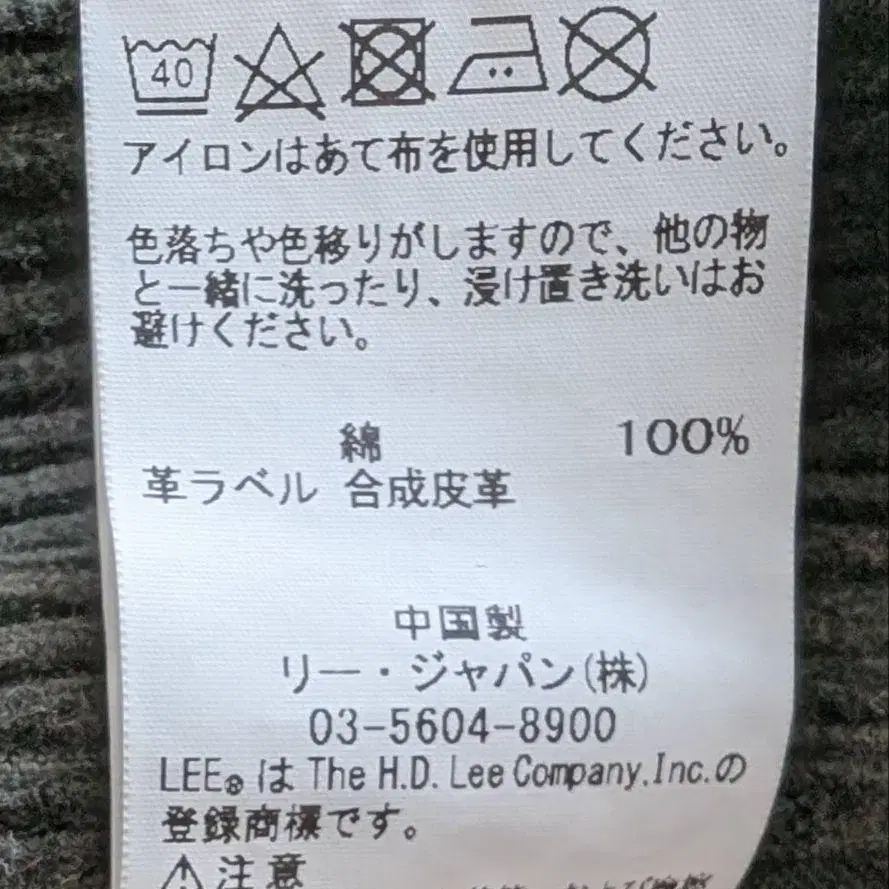 40
アイロンはあて布を使用してください。
色落ちや色移りがしますので、他の物
と一緒に洗ったり、浸け置き洗いはお
避けください。
綿 100%
革ラベル 合成皮革
中国製
リー・ジャパン(株)
03-5604-8900
LEE® は The H.D. Lee Company.Inc.の
登録商標です。
⚠注意